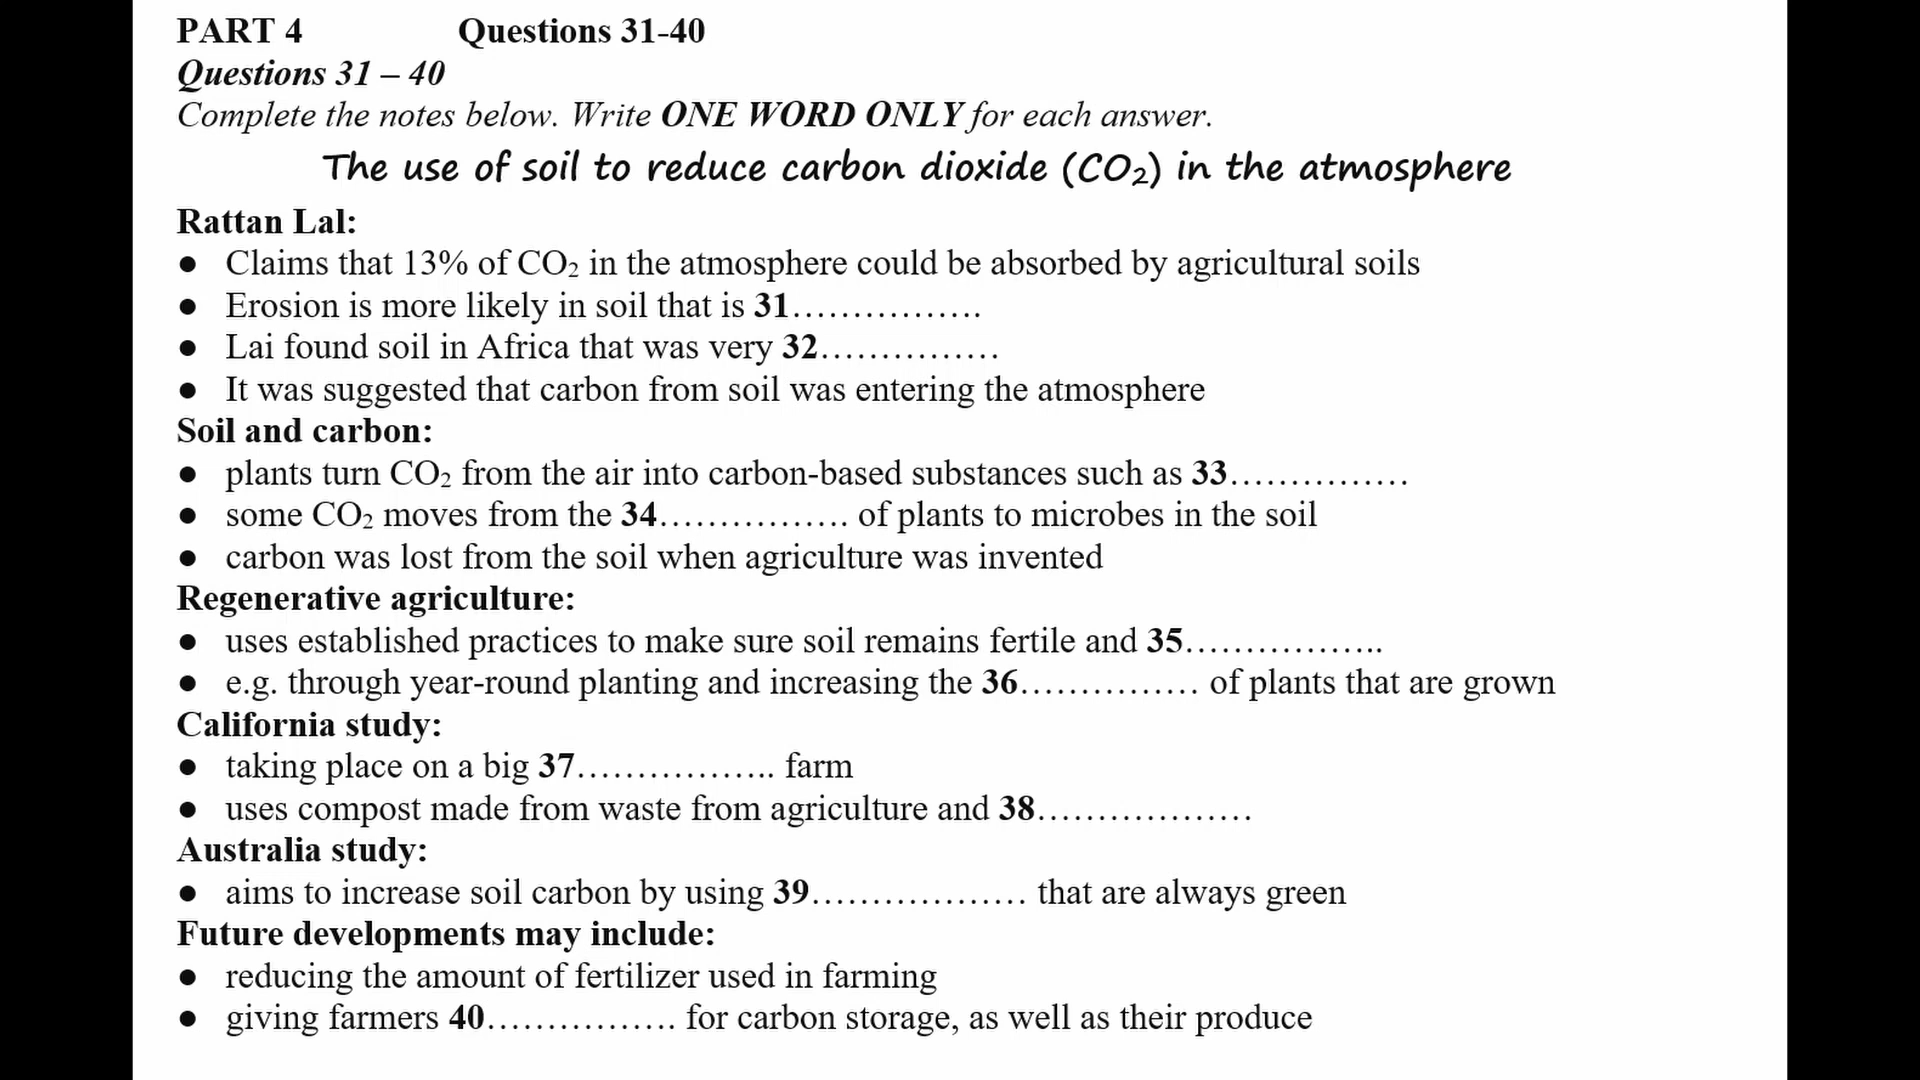 PART 4 Questions 31-40
Questions 31 – 40
Complete the notes below. Write ONE WORD ONLY for each answer.
The use of soil to reduce carbon dioxide (CO₂) in the atmosphere
Rattan Lal:
● Claims that 13% of CO₂ in the atmosphere could be absorbed by agricultural soils
● Erosion is more likely in soil that is 31…………….
● Lai found soil in Africa that was very 32……………
● It was suggested that carbon from soil was entering the atmosphere
Soil and carbon:
● plants turn CO₂ from the air into carbon-based substances such as 33……………
● some CO₂ moves from the 34……………. of plants to microbes in the soil
● carbon was lost from the soil when agriculture was invented
Regenerative agriculture:
● uses established practices to make sure soil remains fertile and 35……………..
● e.g. through year-round planting and increasing the 36…………… of plants that are grown
California study:
● taking place on a big 37…………….. farm
● uses compost made from waste from agriculture and 38………………
Australia study:
● aims to increase soil carbon by using 39……………… that are always green
Future developments may include:
● reducing the amount of fertilizer used in farming
● giving farmers 40……………. for carbon storage, as well as their produce